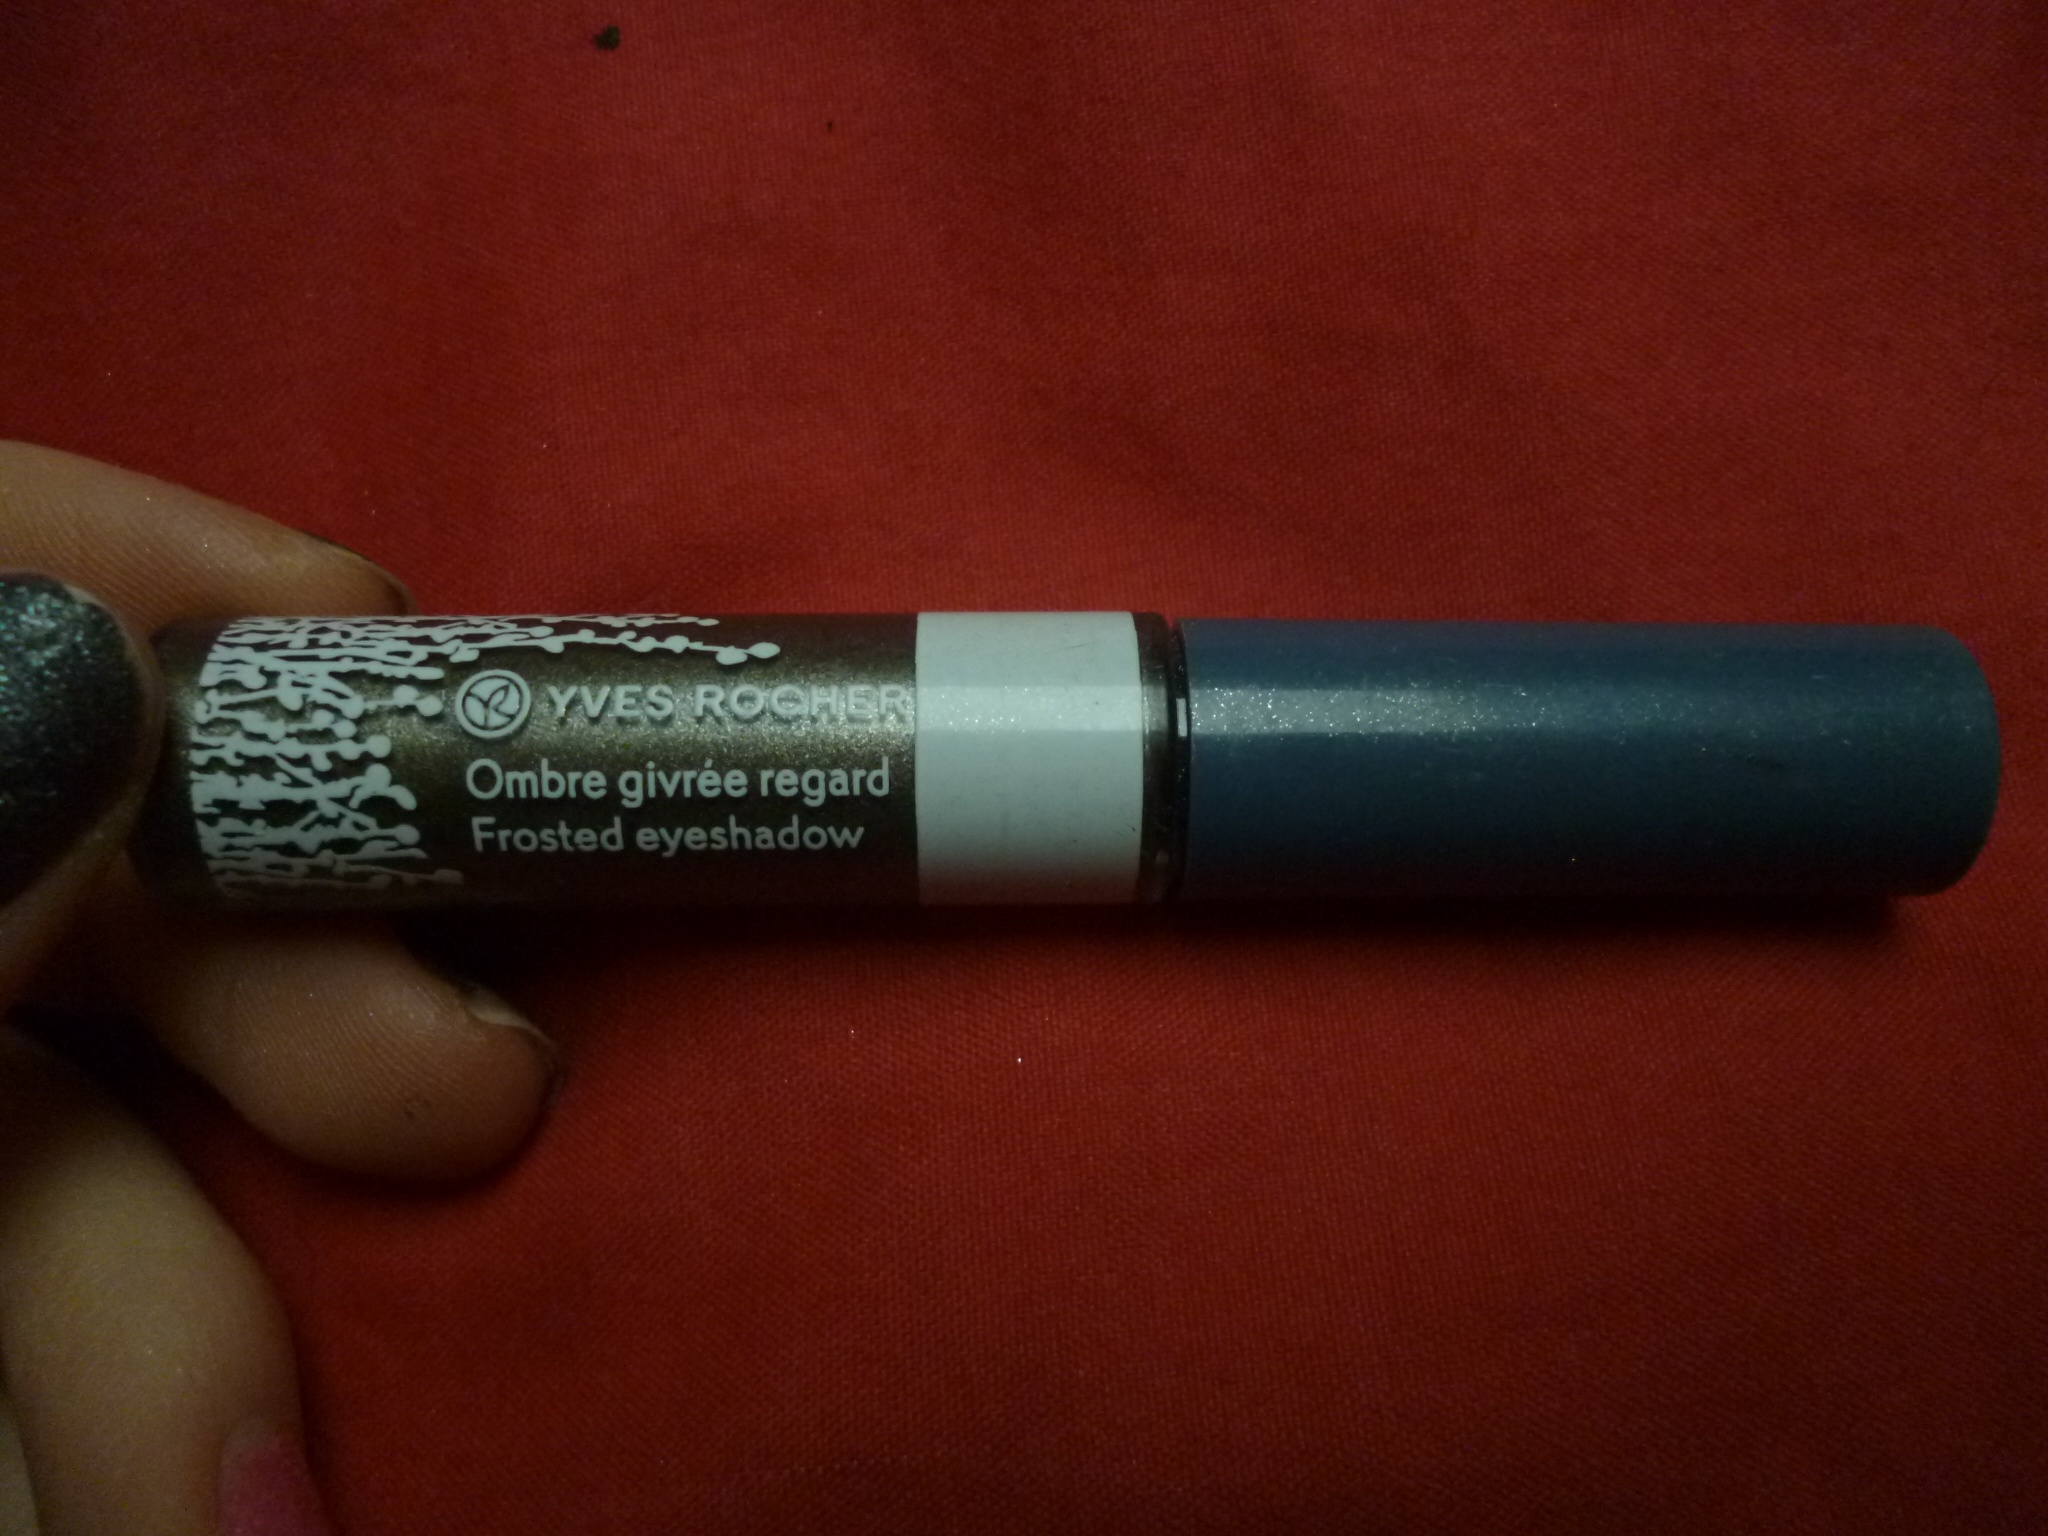 YVES ROCHER
Ombre givrée regard
Frosted eyeshadow